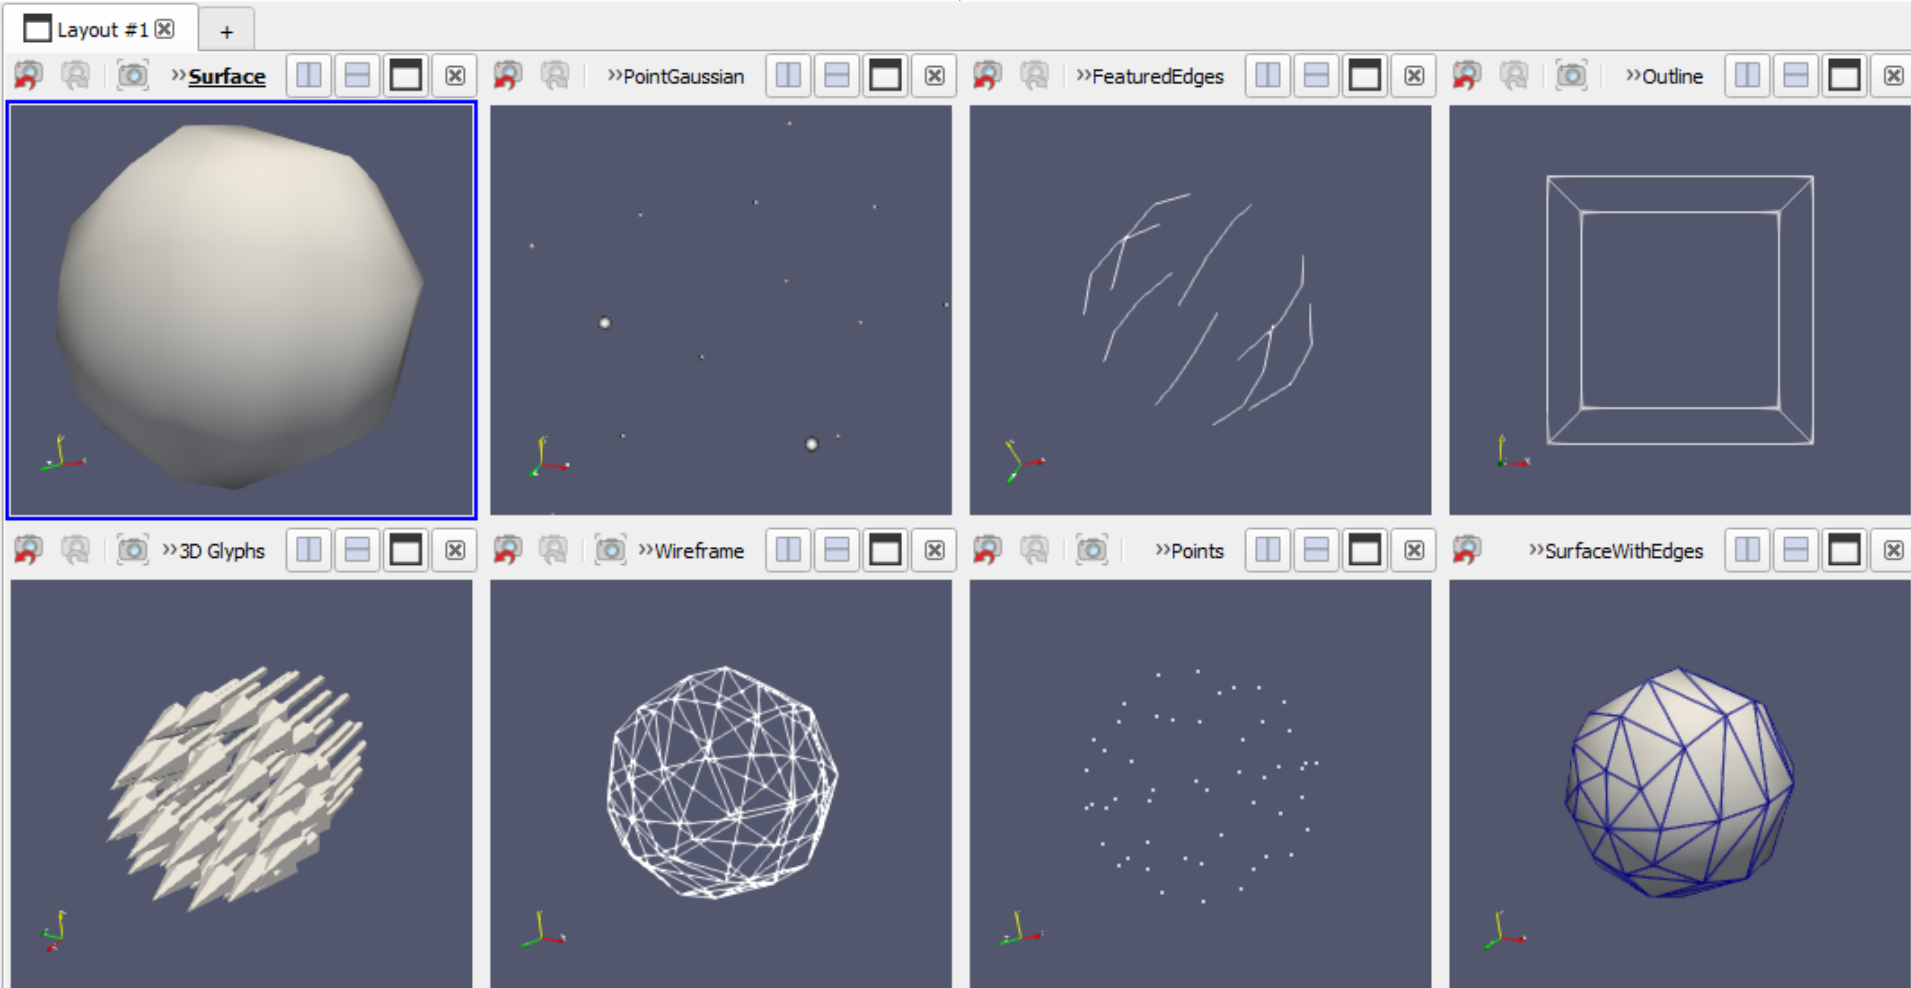 Layout #1
+
»Surface
»PointGaussian
»FeaturedEdges
»Outline
»3D Glyphs
»Wireframe
»Points
»SurfaceWithEdges